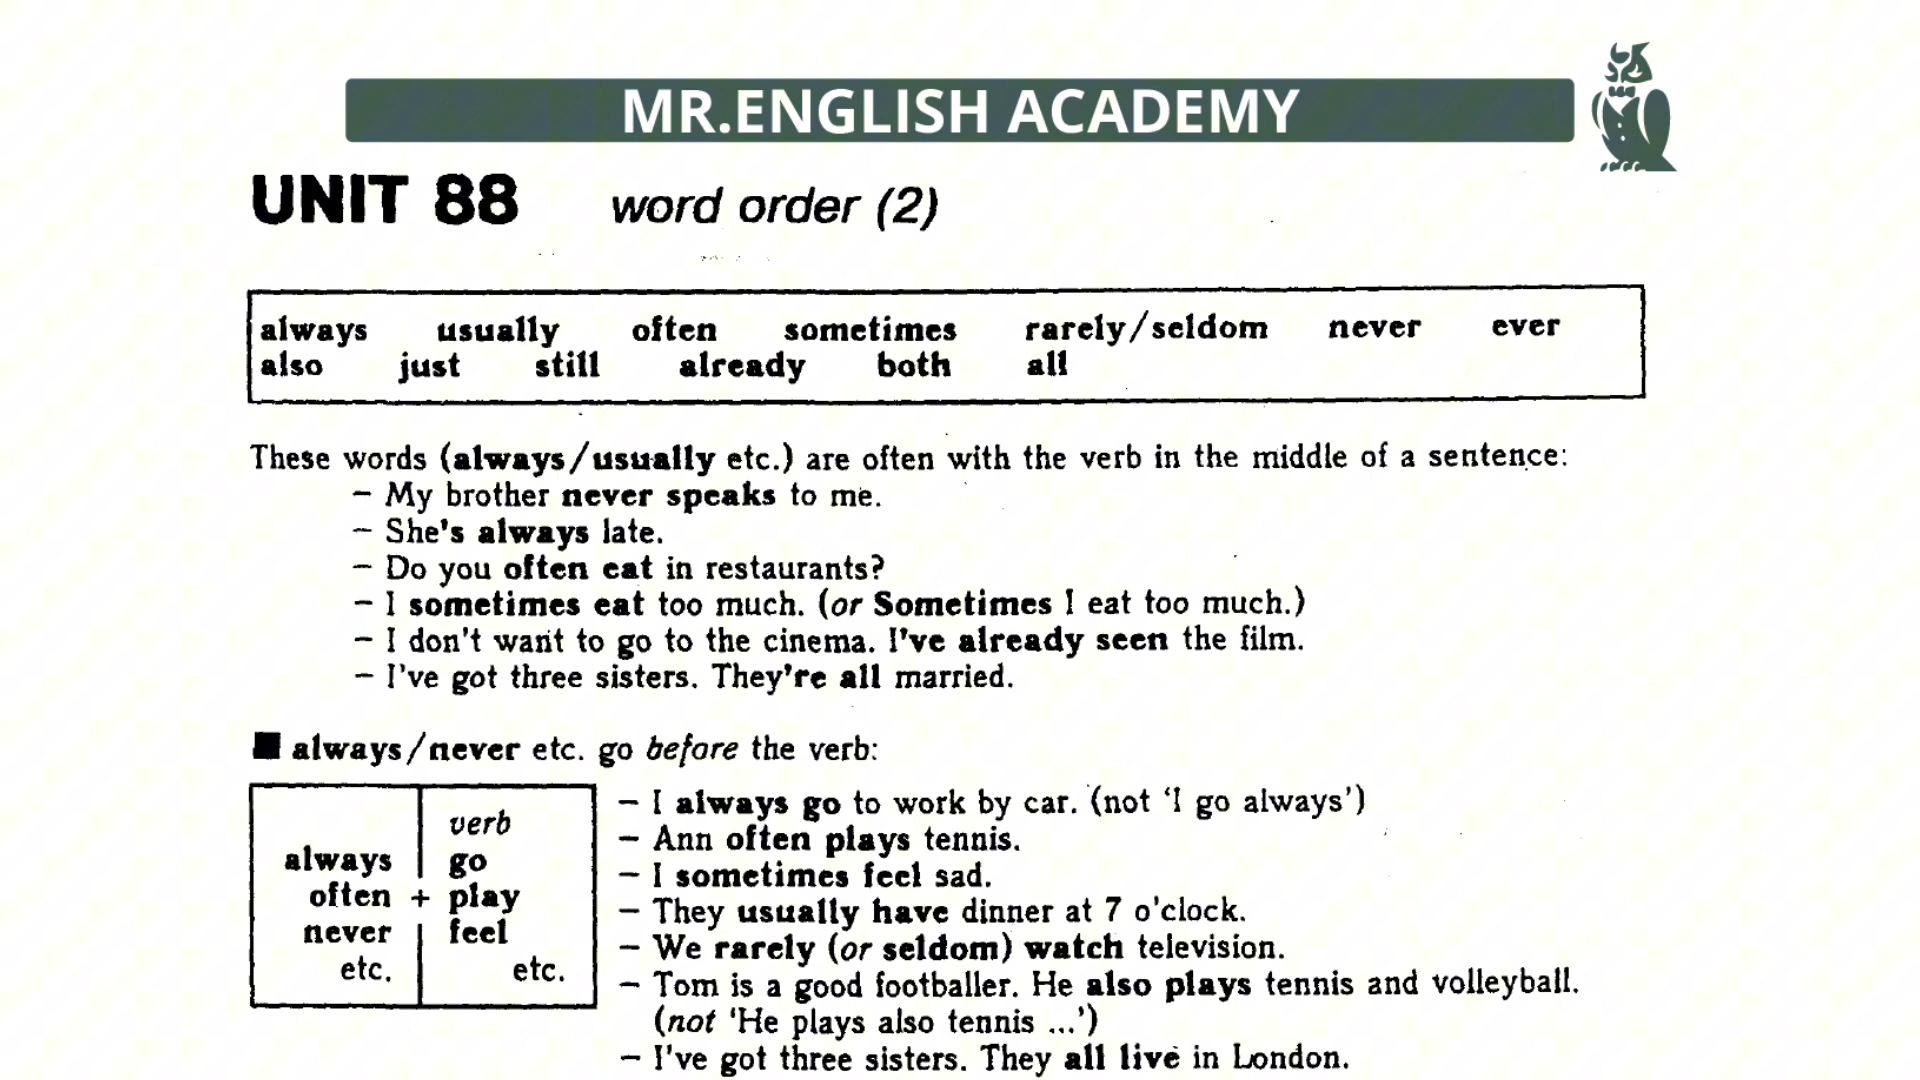 MR.ENGLISH ACADEMY
UNIT 88 word order (2)
always usually often sometimes rarely/seldom never ever
also just still already both all
These words (always/usually etc.) are often with the verb in the middle of a sentence:
– My brother never speaks to me.
– She's always late.
– Do you often eat in restaurants?
– I sometimes eat too much. (or Sometimes I eat too much.)
– I don't want to go to the cinema. I've already seen the film.
– I've got three sisters. They're all married.
■ always/never etc. go before the verb:
verb
always go
often + play
never feel
etc. etc.
– I always go to work by car. (not 'I go always')
– Ann often plays tennis.
– I sometimes feel sad.
– They usually have dinner at 7 o'clock.
– We rarely (or seldom) watch television.
– Tom is a good footballer. He also plays tennis and volleyball.
(not 'He plays also tennis ...')
– I've got three sisters. They all live in London.